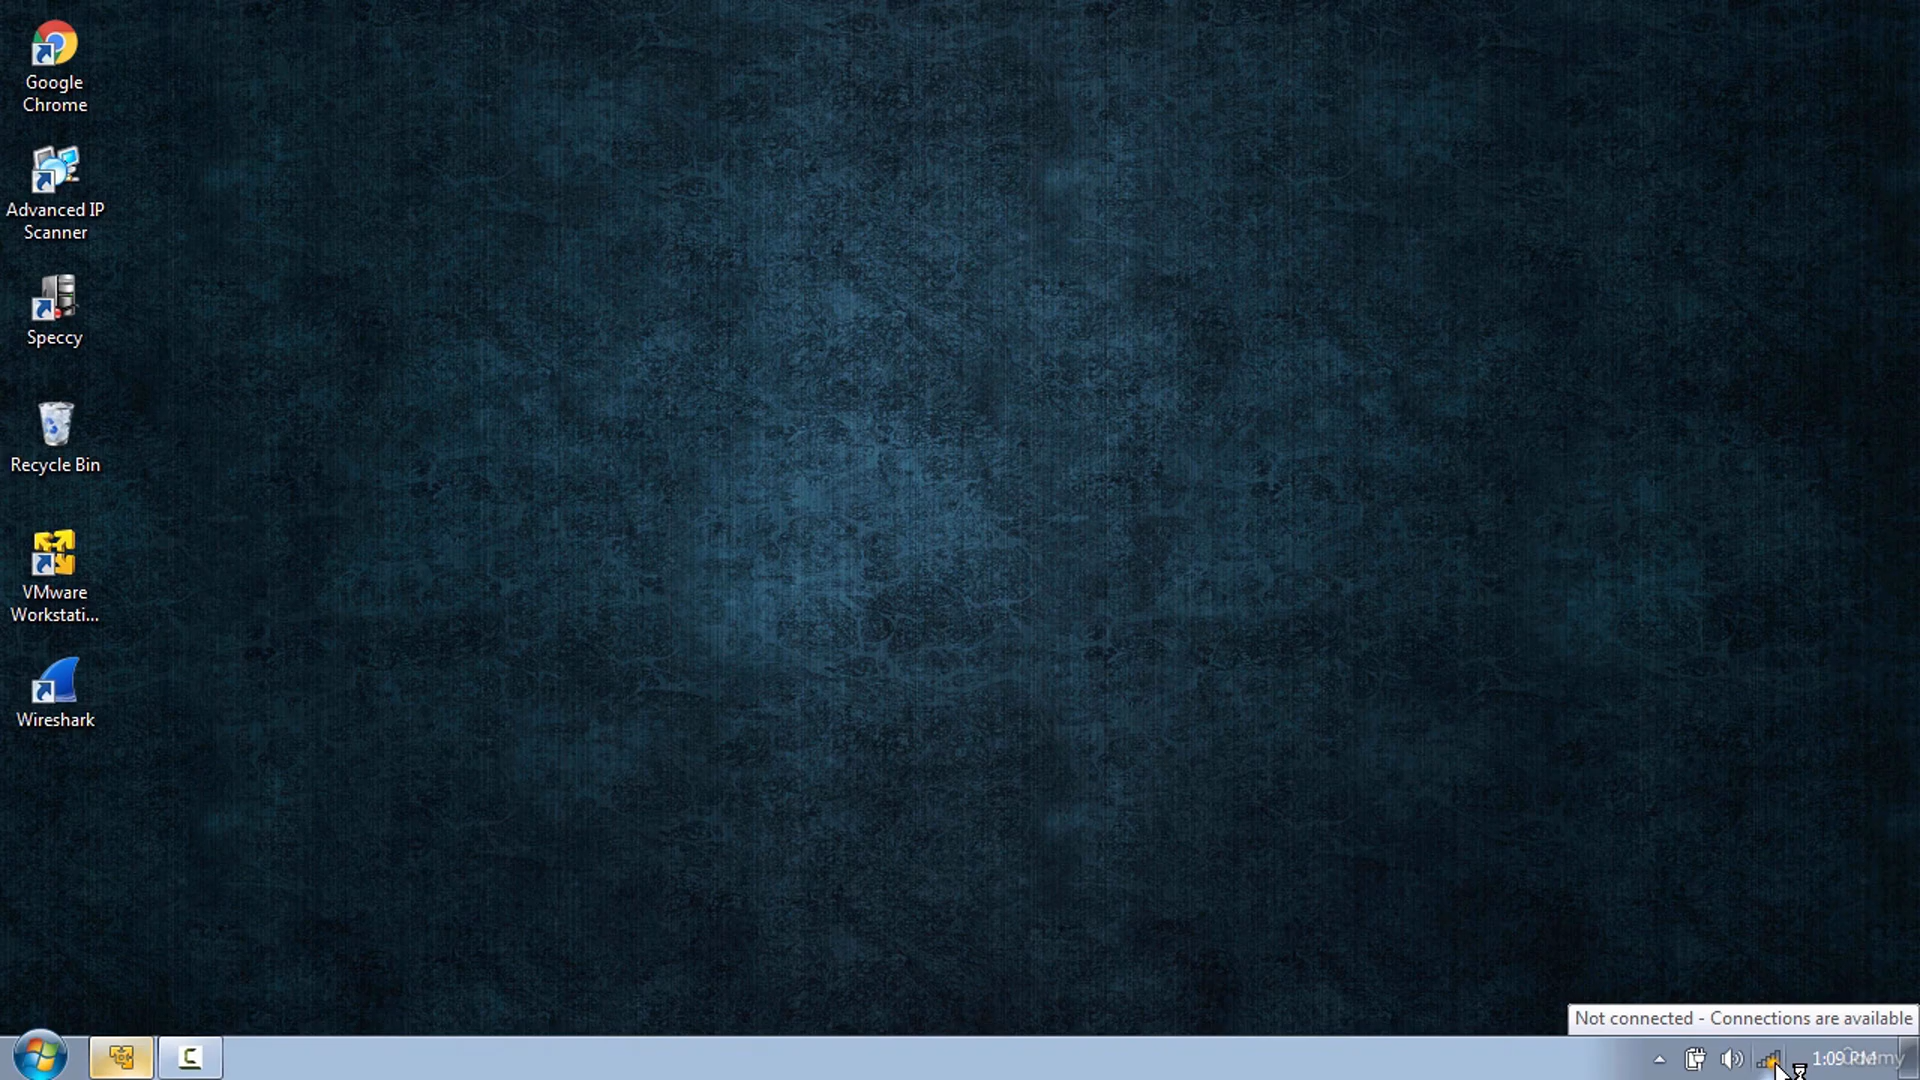 Google
Chrome
Advanced IP
Scanner
Speccy
Recycle Bin
VMware
Workstati...
Wireshark
Not connected - Connections are available
1:09 PM
Udemy